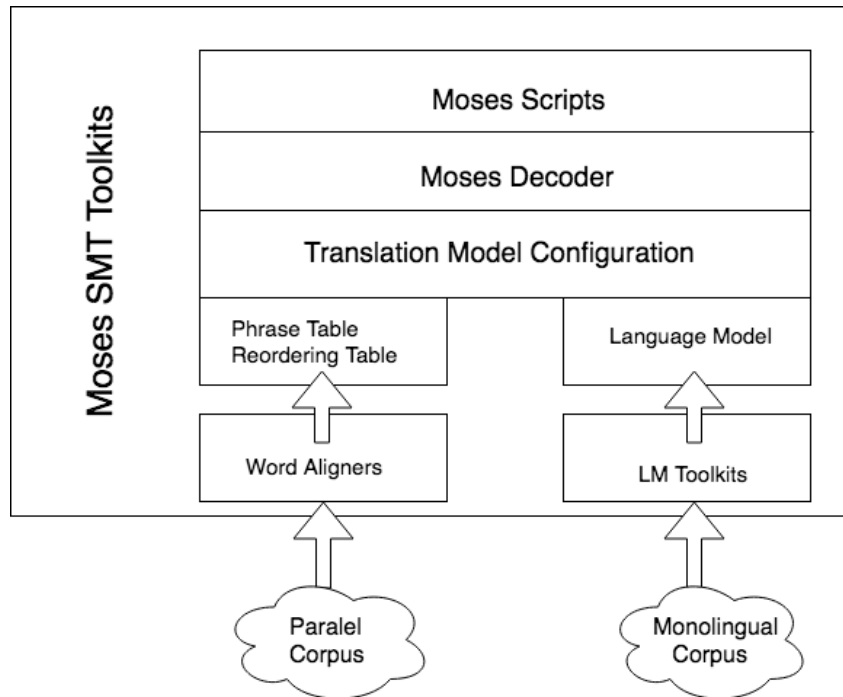 Moses SMT Toolkits
Moses Scripts
Moses Decoder
Translation Model Configuration
Phrase Table
Reordering Table
Language Model
Word Aligners
LM Toolkits
Paralel
Corpus
Monolingual
Corpus